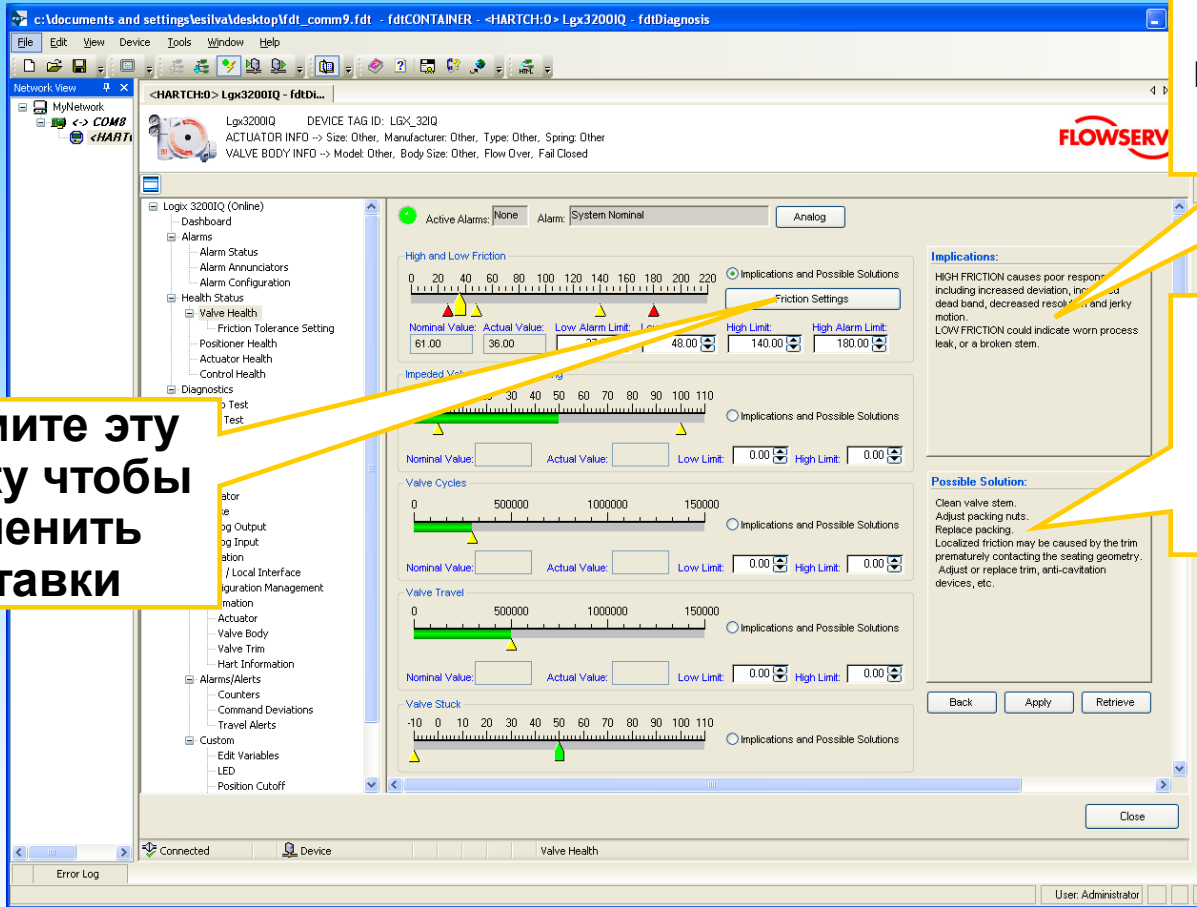 c:\documents and settings\esilva\desktop\fdt_comm9.fdt - fdtCONTAINER - <HARTCH:0> Lgx3200IQ - fdtDiagnosis
File Edit View Device Tools Window Help
Network View
<HARTCH:0> Lgx3200IQ - fdtDi...
MyNetwork
<-> COM8
<HART
Lgx3200IQ DEVICE TAG ID: LGX_32IQ
ACTUATOR INFO --> Size: Other, Manufacturer: Other, Type: Other, Spring: Other
VALVE BODY INFO --> Model: Other, Body Size: Other, Flow Over, Fail Closed
FLOWSERV
Logix 3200IQ (Online)
Dashboard
Alarms
Alarm Status
Alarm Annunciators
Alarm Configuration
Health Status
Valve Health
Friction Tolerance Setting
Positioner Health
Actuator Health
Control Health
Diagnostics
Test
Test
ator
ke
og Output
og Input
ation
/ Local Interface
iguration Management
mation
Actuator
Valve Body
Valve Trim
Hart Information
Alarms/Alerts
Counters
Command Deviations
Travel Alerts
Custom
Edit Variables
LED
Position Cutoff
мите эту
ку чтобы
менить
тавки
Active Alarms: None Alarm: System Nominal Analog
High and Low Friction
0 20 40 60 80 100 120 140 160 180 200 220
Implications and Possible Solutions
Friction Settings
Nominal Value: Actual Value: Low Alarm Limit: High Limit: High Alarm Limit:
61.00 36.00 48.00 140.00 180.00
Impeded
30 40 50 60 70 80 90 100 110
Implications and Possible Solutions
Nominal Value: Actual Value: Low Limit: 0.00 High Limit: 0.00
Valve Cycles
0 500000 1000000 150000
Implications and Possible Solutions
Nominal Value: Actual Value: Low Limit: 0.00 High Limit: 0.00
Valve Travel
0 500000 1000000 150000
Implications and Possible Solutions
Nominal Value: Actual Value: Low Limit: 0.00 High Limit: 0.00
Valve Stuck
-10 0 10 20 30 40 50 60 70 80 90 100 110
Implications and Possible Solutions
Implications:
HIGH FRICTION causes poor respon
including increased deviation, inc
dead band, decreased resol and jerky
motion.
LOW FRICTION could indicate worn process
leak, or a broken stem.
Possible Solution:
Clean valve stem.
Adjust packing nuts.
Replace packing.
Localized friction may be caused by the trim
prematurely contacting the seating geometry.
Adjust or replace trim, anti-cavitation
devices, etc.
Back Apply Retrieve
Close
Connected Device Valve Health
Error Log
User: Administrator